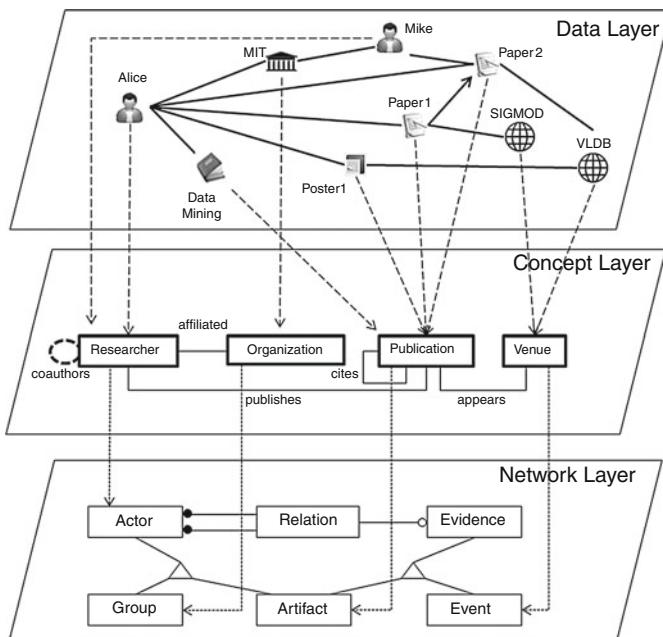 Data Layer
Mike
MIT
Paper2
Alice
Paper1
SIGMOD
VLDB
Data
Mining
Poster1
Concept Layer
affiliated
Researcher
Organization
Publication
Venue
coauthors
cites
publishes
appears
Network Layer
Actor
Relation
Evidence
Group
Artifact
Event